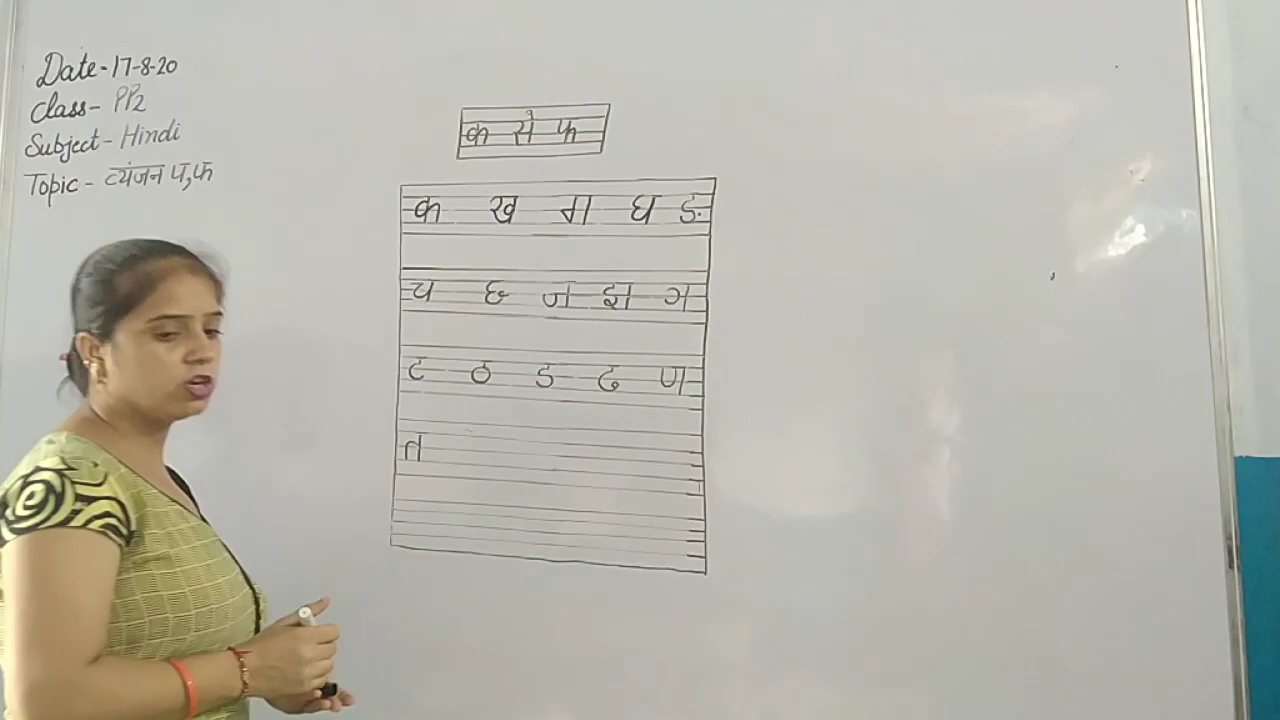 Date-17-8-20
Class- PP2
Subject- Hindi
Topic- व्यंजन प,फ
क से फ
क ख ग घ ङ
च छ ज झ ञ
ट ठ ड ढ ण
त